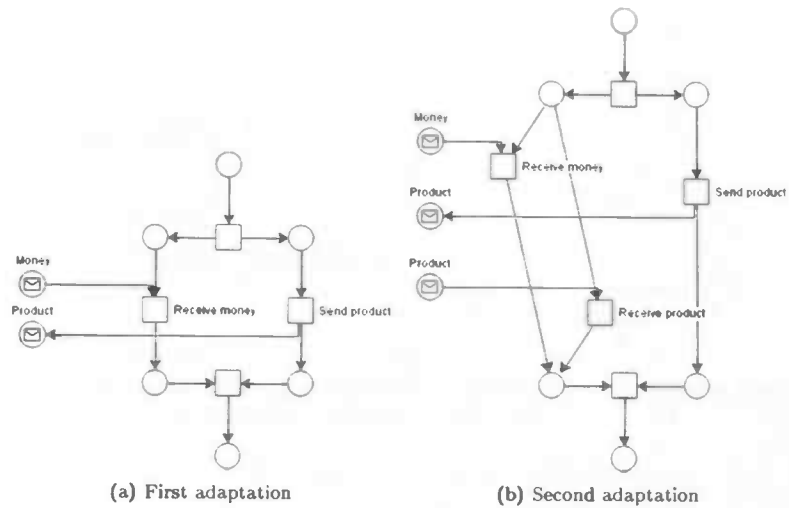 Money
Receive money
Send product
Product
(a) First adaptation
Money
Receive money
Product
Send product
Product
Receive product
(b) Second adaptation